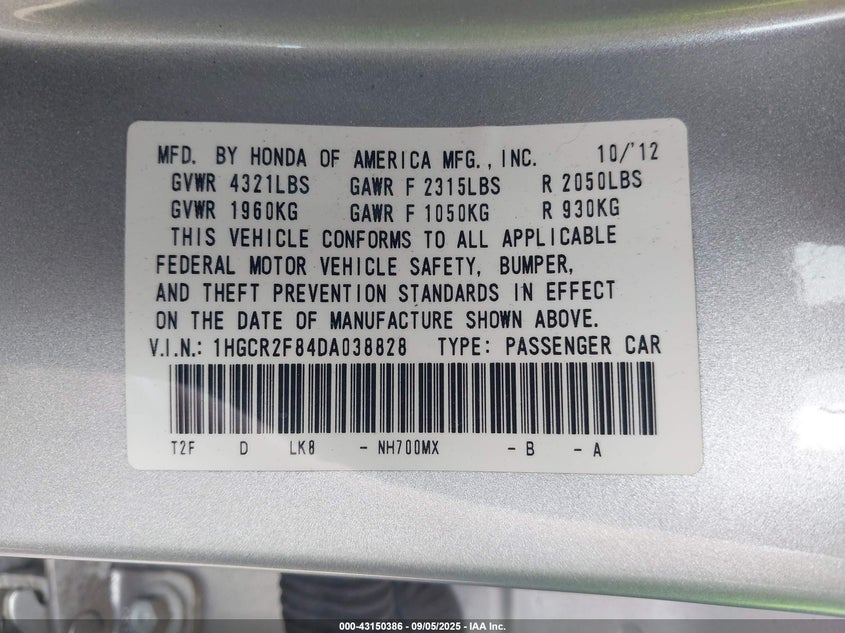 MFD. BY HONDA OF AMERICA MFG., INC. 10/'12
GVWR 4321LBS GAWR F 2315LBS R 2050LBS
GVWR 1960KG GAWR F 1050KG R 930KG
THIS VEHICLE CONFORMS TO ALL APPLICABLE
FEDERAL MOTOR VEHICLE SAFETY, BUMPER,
AND THEFT PREVENTION STANDARDS IN EFFECT
ON THE DATE OF MANUFACTURE SHOWN ABOVE.
V.I.N.: 1HGCR2F84DA038828 TYPE: PASSENGER CAR
T2F D LK8 - NH700MX - B - A
000-43150386 - 09/05/2025 - IAA Inc.